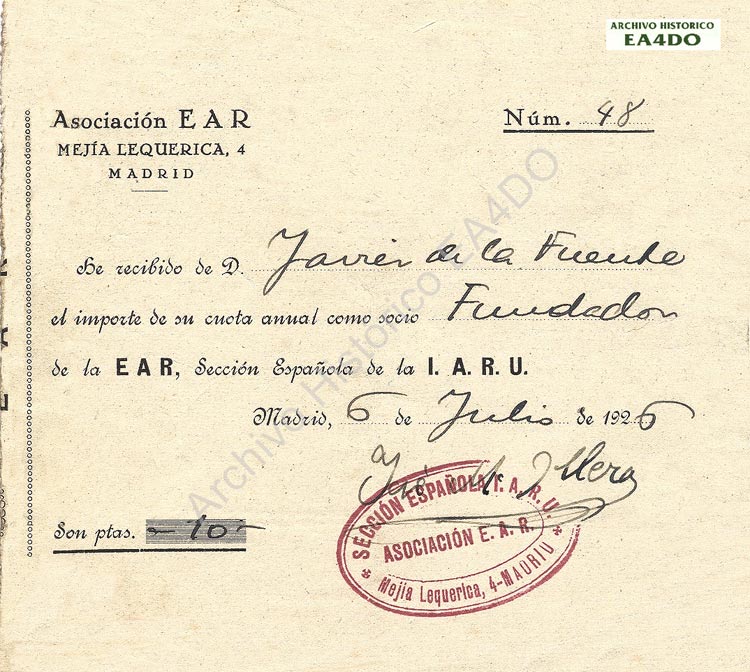 ARCHIVO HISTORICO
EA4DO
Asociación EAR
MEJÍA LEQUERICA, 4
MADRID
Núm. 48
He recibido de D. Javier de la Fuente
el importe de su cuota anual como socio Fundador
de la EAR, Sección Española de la I. A. R. U.
Madrid, 6 de Julio de 1926
Son ptas. -10-
SECCIÓN ESPAÑOLA I. A. R. U.
ASOCIACIÓN E. A. R.
Mejía Lequerica, 4-MADRID
Archivo Historico EA4DO